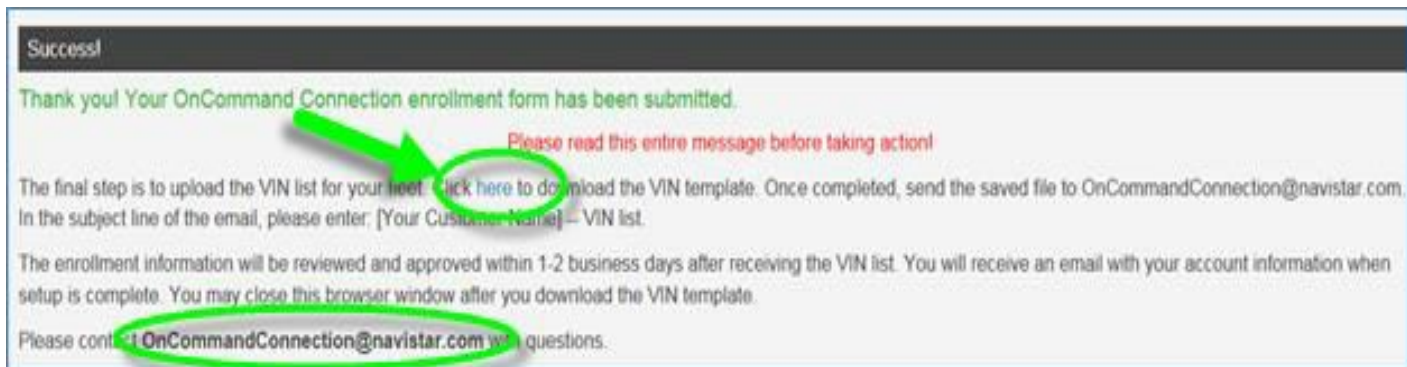 Success!
Thank you! Your OnCommand Connection enrollment form has been submitted.
Please read this entire message before taking action!
The final step is to upload the VIN list for your fleet. Click here to download the VIN template. Once completed, send the saved file to OnCommandConnection@navistar.com.
In the subject line of the email, please enter: [Your Customer Name] – VIN list.
The enrollment information will be reviewed and approved within 1-2 business days after receiving the VIN list. You will receive an email with your account information when
setup is complete. You may close this browser window after you download the VIN template.
Please contact OnCommandConnection@navistar.com with questions.